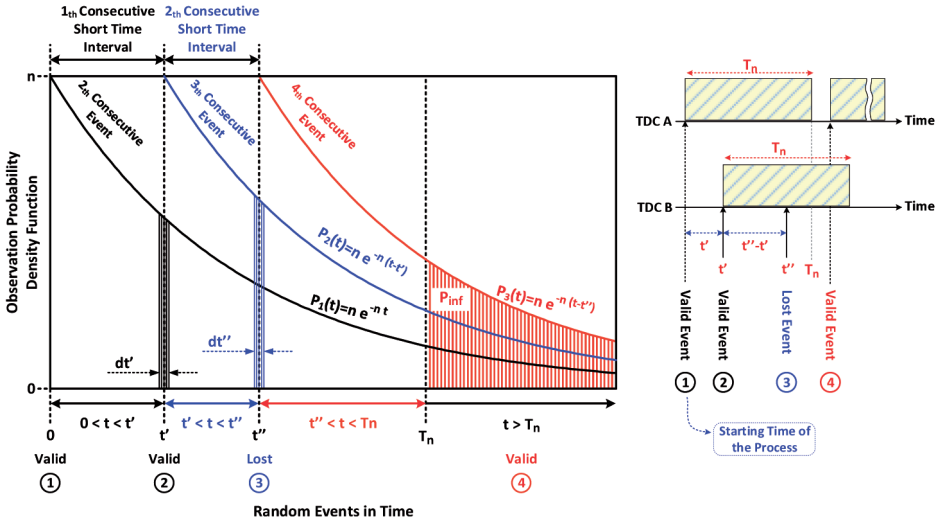 1th Consecutive
Short Time
Interval
2th Consecutive
Short Time
Interval
n
2th Consecutive
Event
3th Consecutive
Event
4th Consecutive
Event
Observation Probability
Density Function
P2(t)=n e-n (t-t')
P1(t)=n e-n t
Pinf
P3(t)=n e-n (t-t'')
dt'
dt''
0
0 < t < t'
t' < t < t''
t'' < t < Tn
t > Tn
0
t'
t''
Tn
Valid
Valid
Lost
Valid
1
2
3
4
Random Events in Time
Tn
TDC A
Time
Tn
TDC B
Time
t'
t''-t'
t'
t''
Tn
Valid Event
Valid Event
Lost Event
Valid Event
1
2
3
4
Starting Time of
the Process